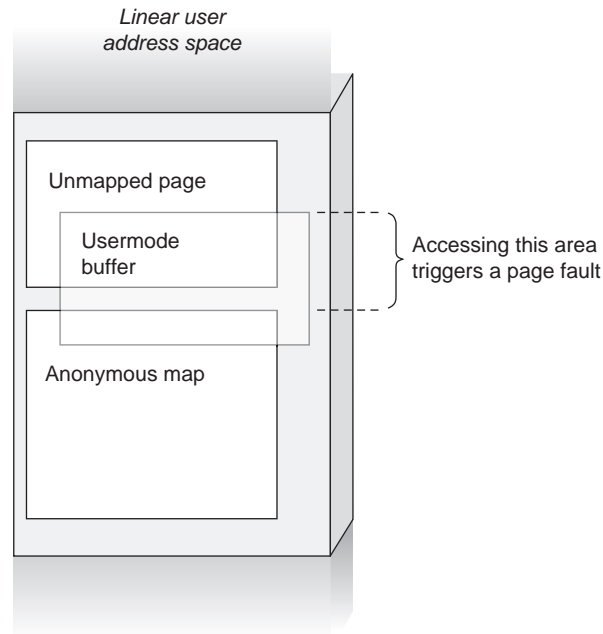 Linear user
address space
Unmapped page
Usermode
buffer
Accessing this area
triggers a page fault
Anonymous map